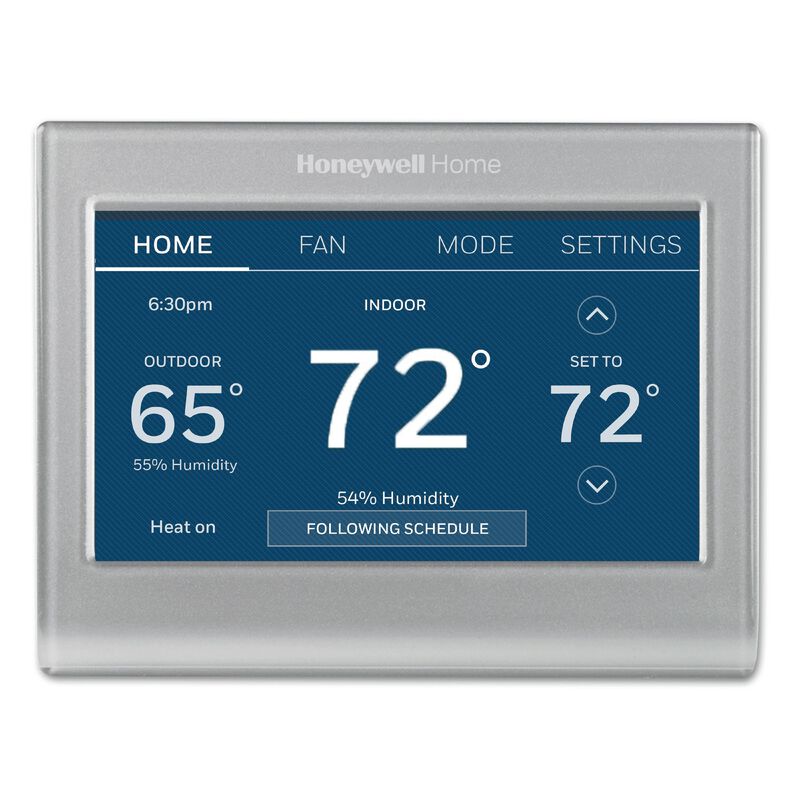 Honeywell Home
HOME FAN MODE SETTINGS
6:30pm
OUTDOOR
65°
55% Humidity
Heat on
INDOOR
72°
54% Humidity
FOLLOWING SCHEDULE
SET TO
72°